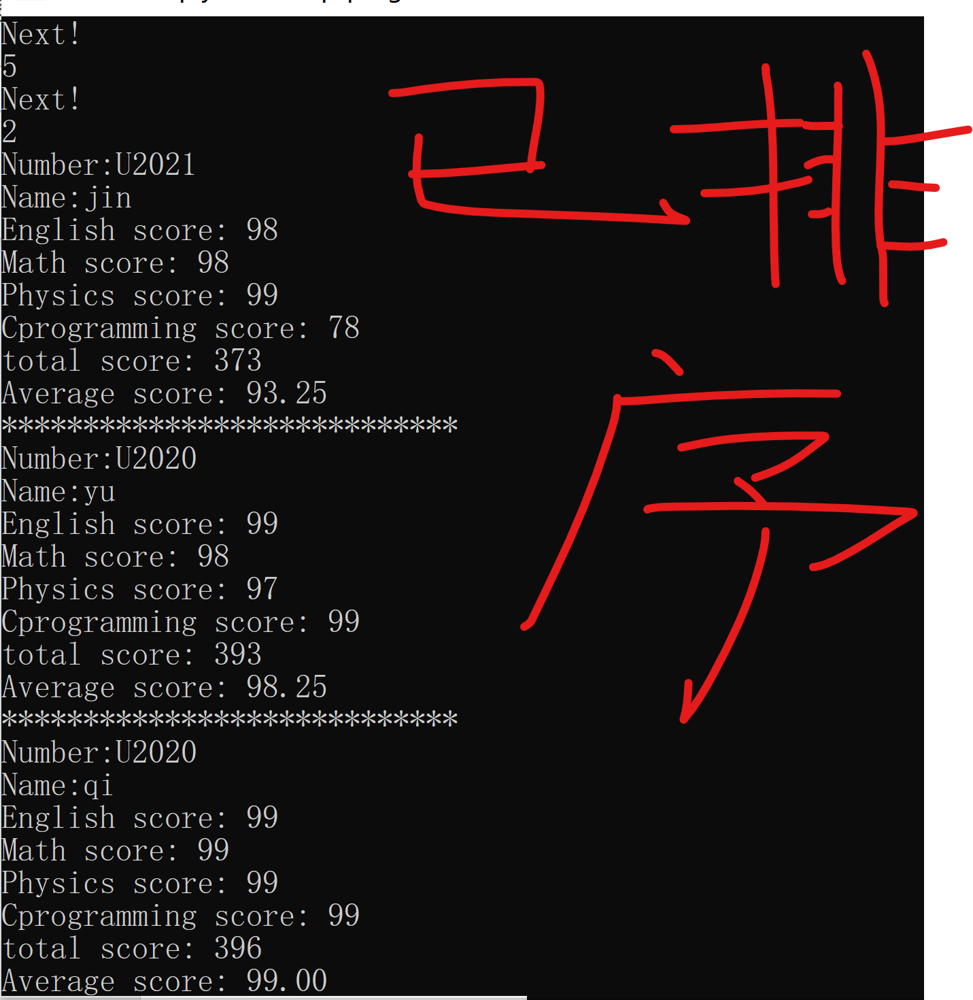 Next!
5
Next!
2
Number:U2021
Name:jin
English score: 98
Math score: 98
Physics score: 99
Cprogramming score: 78
total score: 373
Average score: 93.25
****************************
Number:U2020
Name:yu
English score: 99
Math score: 98
Physics score: 97
Cprogramming score: 99
total score: 393
Average score: 98.25
****************************
Number:U2020
Name:qi
English score: 99
Math score: 99
Physics score: 99
Cprogramming score: 99
total score: 396
Average score: 99.00
已排
序